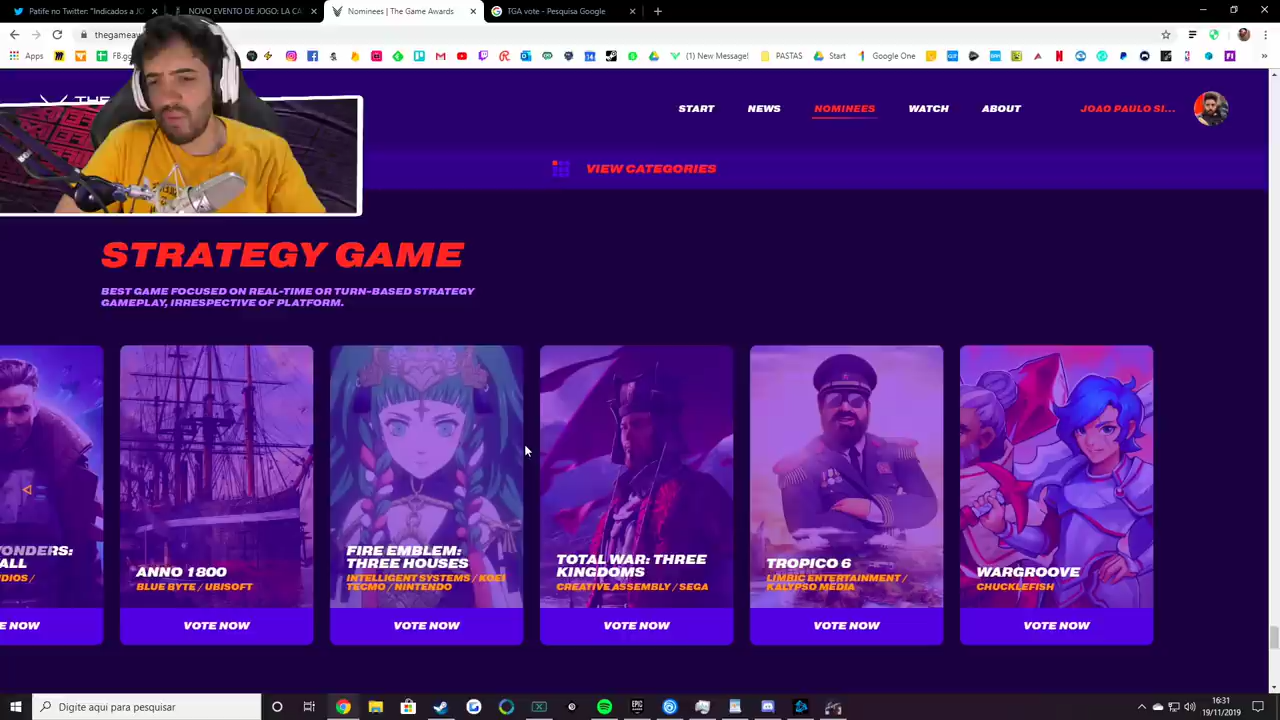 Patife no Twitter: "Indicados a J
NOVO EVENTO DE JOGO: LA CA
Nominees | The Game Awards
TGA vote - Pesquisa Google
thegameaw
Apps
FB.gg
(1) New Message!
PASTAS
Start
Google One
THE
START
NEWS
NOMINEES
WATCH
ABOUT
JOAO PAULO SI...
VIEW CATEGORIES
STRATEGY GAME
BEST GAME FOCUSED ON REAL-TIME OR TURN-BASED STRATEGY
GAMEPLAY, IRRESPECTIVE OF PLATFORM.
ONDERS:
ALL
DIOS /
E NOW
ANNO 1800
BLUE BYTE / UBISOFT
VOTE NOW
FIRE EMBLEM:
THREE HOUSES
INTELLIGENT SYSTEMS / KOEI
TECMO / NINTENDO
VOTE NOW
TOTAL WAR: THREE
KINGDOMS
CREATIVE ASSEMBLY / SEGA
VOTE NOW
TROPICO 6
LIMBIC ENTERTAINMENT /
KALYPSO MEDIA
VOTE NOW
WARGROOVE
CHUCKLEFISH
VOTE NOW
Digite aqui para pesquisar
16:31
19/11/2019